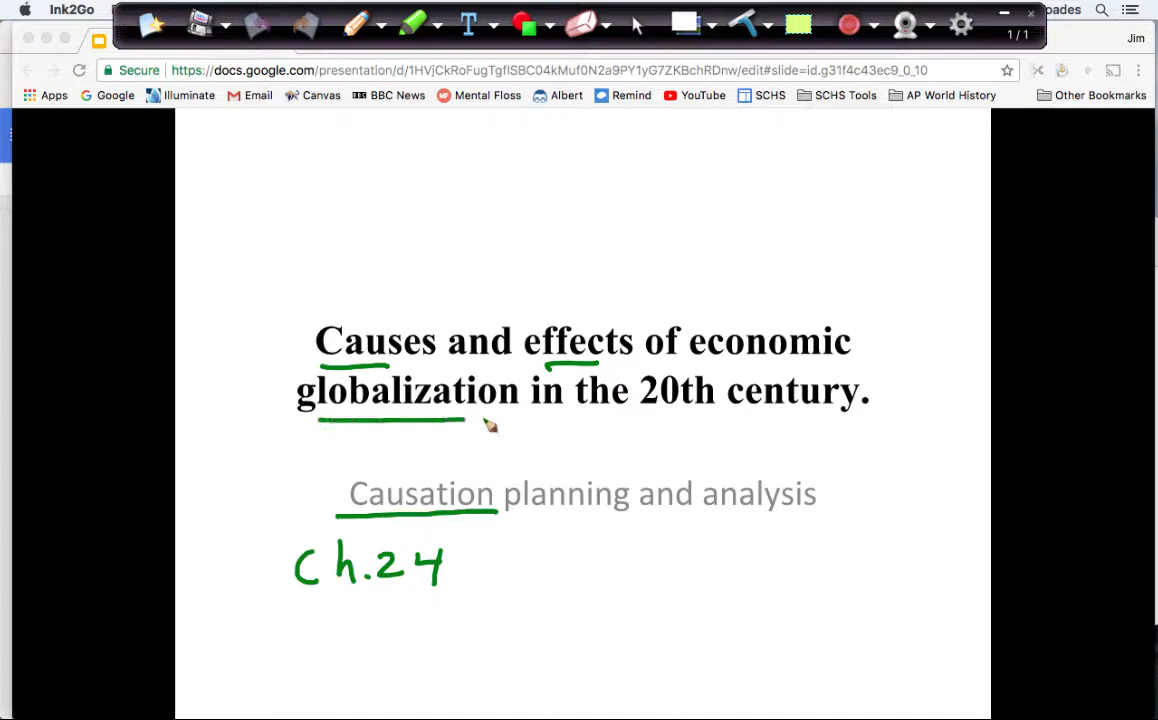 Ink2Go
pades
1 / 1
Jim
Secure
https://docs.google.com/presentation/d/1HVjCkRoFugTgflSBC04kMuf0N2a9PY1yG7ZKBchRDnw/edit#slide=id.g31f4c43ec9_0_10
Apps Google Illuminate Email Canvas BBC News Mental Floss Albert Remind YouTube SCHS SCHS Tools AP World History Other Bookmarks
Causes and effects of economic
globalization in the 20th century.
Causation planning and analysis
Ch.24